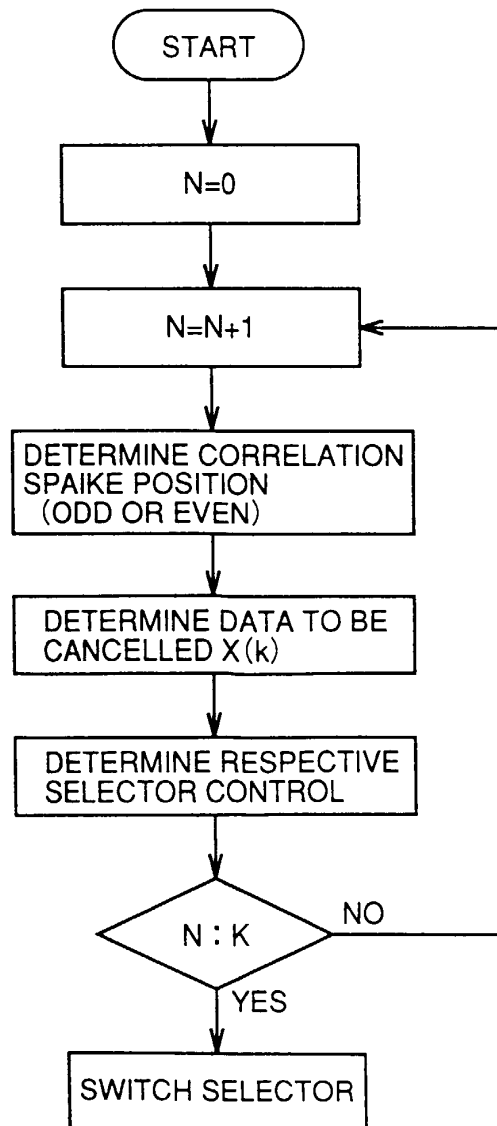 START
N=0
N=N+1
DETERMINE CORRELATION
SPAIKE POSITION
(ODD OR EVEN)
DETERMINE DATA TO BE
CANCELLED X(k)
DETERMINE RESPECTIVE
SELECTOR CONTROL
N : K
NO
YES
SWITCH SELECTOR